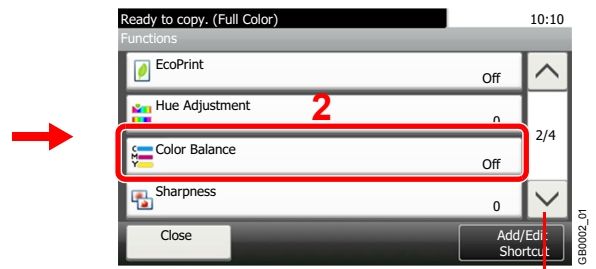 Ready to copy. (Full Color) 10:10
Functions
EcoPrint
Off
Hue Adjustment
2
0
2/4
C
M
Y
Color Balance
Off
Sharpness
0
Close
Add/Edit
Shortcut
GB0002_01